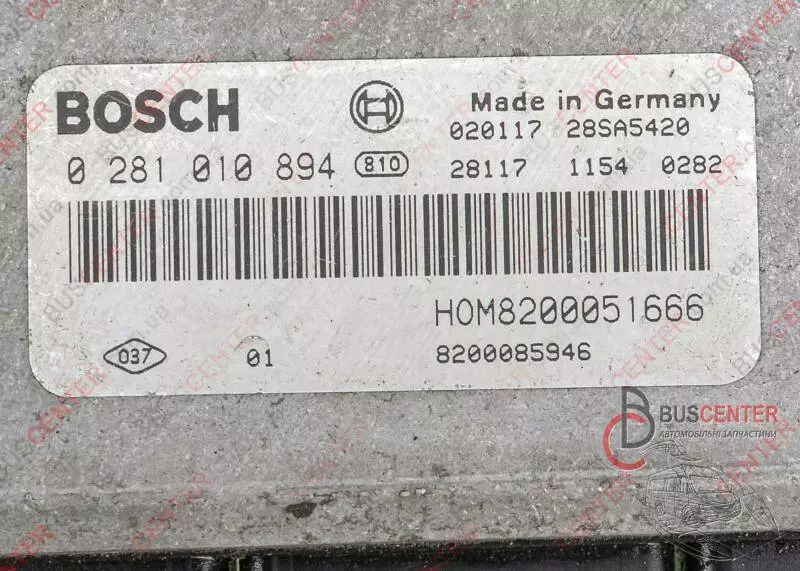 BOSCH
Made in Germany
020117 28SA5420
0 281 010 894 810
28117 1154 0282
HOM8200051666
037 01
8200085946
BUSCENTER
АВТОМОБІЛЬНІ ЗАПЧАСТИНИ